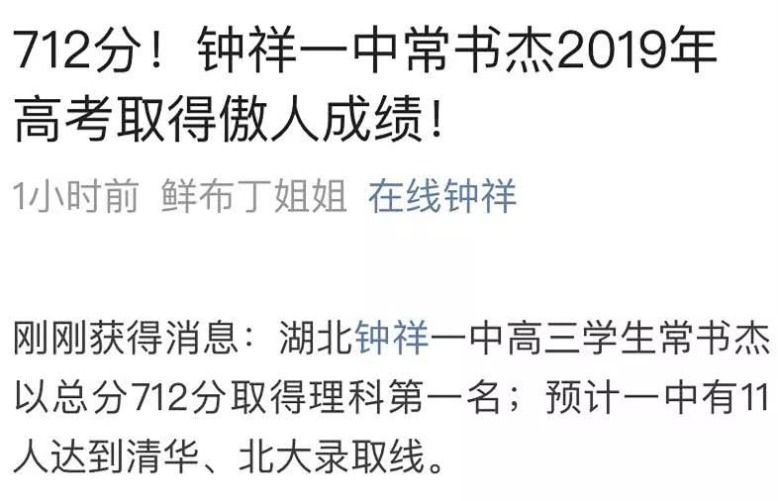 712分！钟祥一中常书杰2019年
高考取得傲人成绩！
1小时前 鲜布丁姐姐 在线钟祥
刚刚获得消息：湖北钟祥一中高三学生常书杰
以总分712分取得理科第一名；预计一中有11
人达到清华、北大录取线。